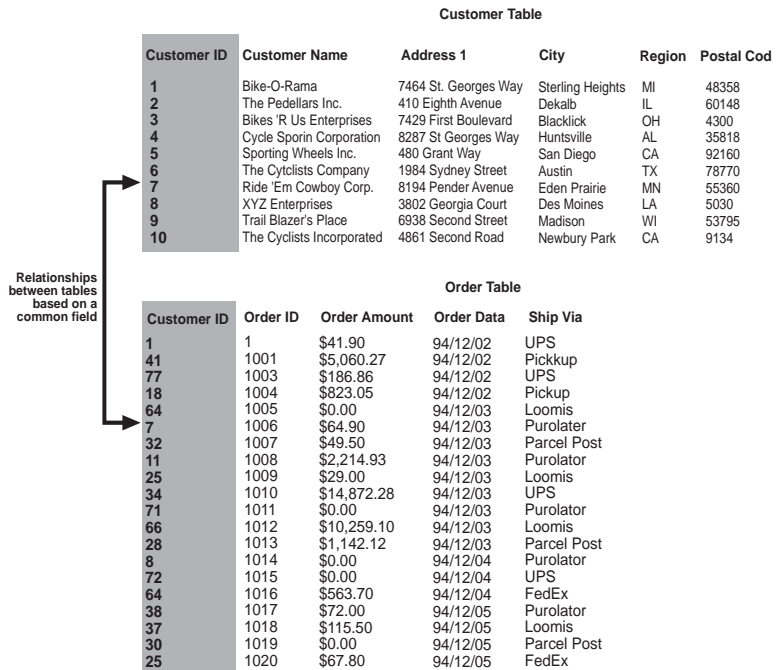 Customer Table
Customer ID Customer Name Address 1 City Region Postal Cod
1 Bike-O-Rama 7464 St. Georges Way Sterling Heights MI 48358
2 The Pedellars Inc. 410 Eighth Avenue Dekalb IL 60148
3 Bikes 'R Us Enterprises 7429 First Boulevard Blacklick OH 4300
4 Cycle Sporin Corporation 8287 St Georges Way Huntsville AL 35818
5 Sporting Wheels Inc. 480 Grant Way San Diego CA 92160
6 The Cytclists Company 1984 Sydney Street Austin TX 78770
7 Ride 'Em Cowboy Corp. 8194 Pender Avenue Eden Prairie MN 55360
8 XYZ Enterprises 3802 Georgia Court Des Moines LA 5030
9 Trail Blazer's Place 6938 Second Street Madison WI 53795
10 The Cyclists Incorporated 4861 Second Road Newbury Park CA 9134
Relationships
between tables
based on a
common field
Order Table
Customer ID Order ID Order Amount Order Data Ship Via
1 1 $41.90 94/12/02 UPS
41 1001 $5,060.27 94/12/02 Pickkup
77 1003 $186.86 94/12/02 UPS
18 1004 $823.05 94/12/02 Pickup
64 1005 $0.00 94/12/03 Loomis
7 1006 $64.90 94/12/03 Purolater
32 1007 $49.50 94/12/03 Parcel Post
11 1008 $2,214.93 94/12/03 Purolator
25 1009 $29.00 94/12/03 Loomis
34 1010 $14,872.28 94/12/03 UPS
71 1011 $0.00 94/12/03 Purolator
66 1012 $10,259.10 94/12/03 Loomis
28 1013 $1,142.12 94/12/03 Parcel Post
8 1014 $0.00 94/12/04 Purolator
72 1015 $0.00 94/12/04 UPS
64 1016 $563.70 94/12/04 FedEx
38 1017 $72.00 94/12/05 Purolator
37 1018 $115.50 94/12/05 Loomis
30 1019 $0.00 94/12/05 Parcel Post
25 1020 $67.80 94/12/05 FedEx